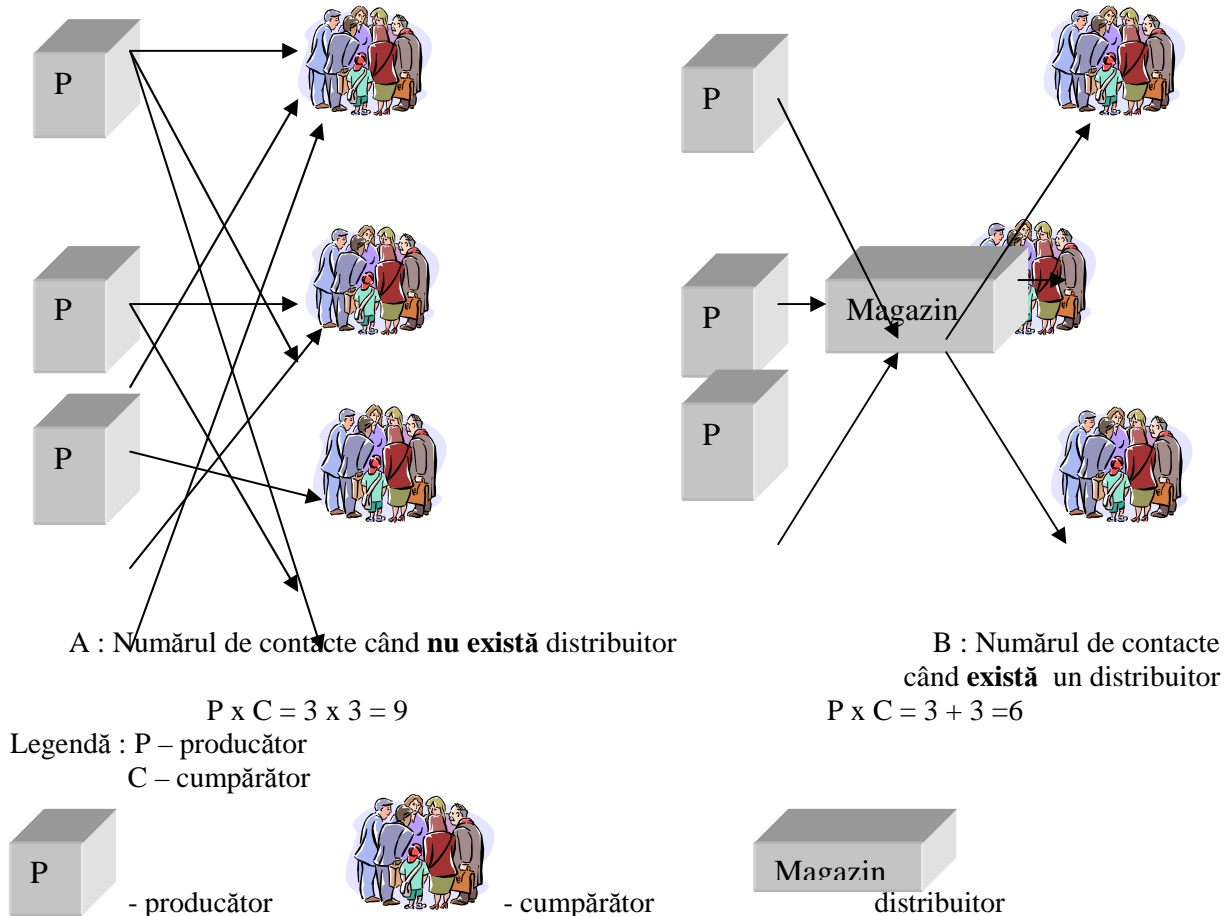 P
P
P
P
P
Magazin
P
A : Numărul de contacte când nu există distribuitor
B : Numărul de contacte
când există un distribuitor
P x C = 3 x 3 = 9
P x C = 3 + 3 =6
Legendă : P – producător
C – cumpărător
P
- producător
- cumpărător
Magazin
distribuitor